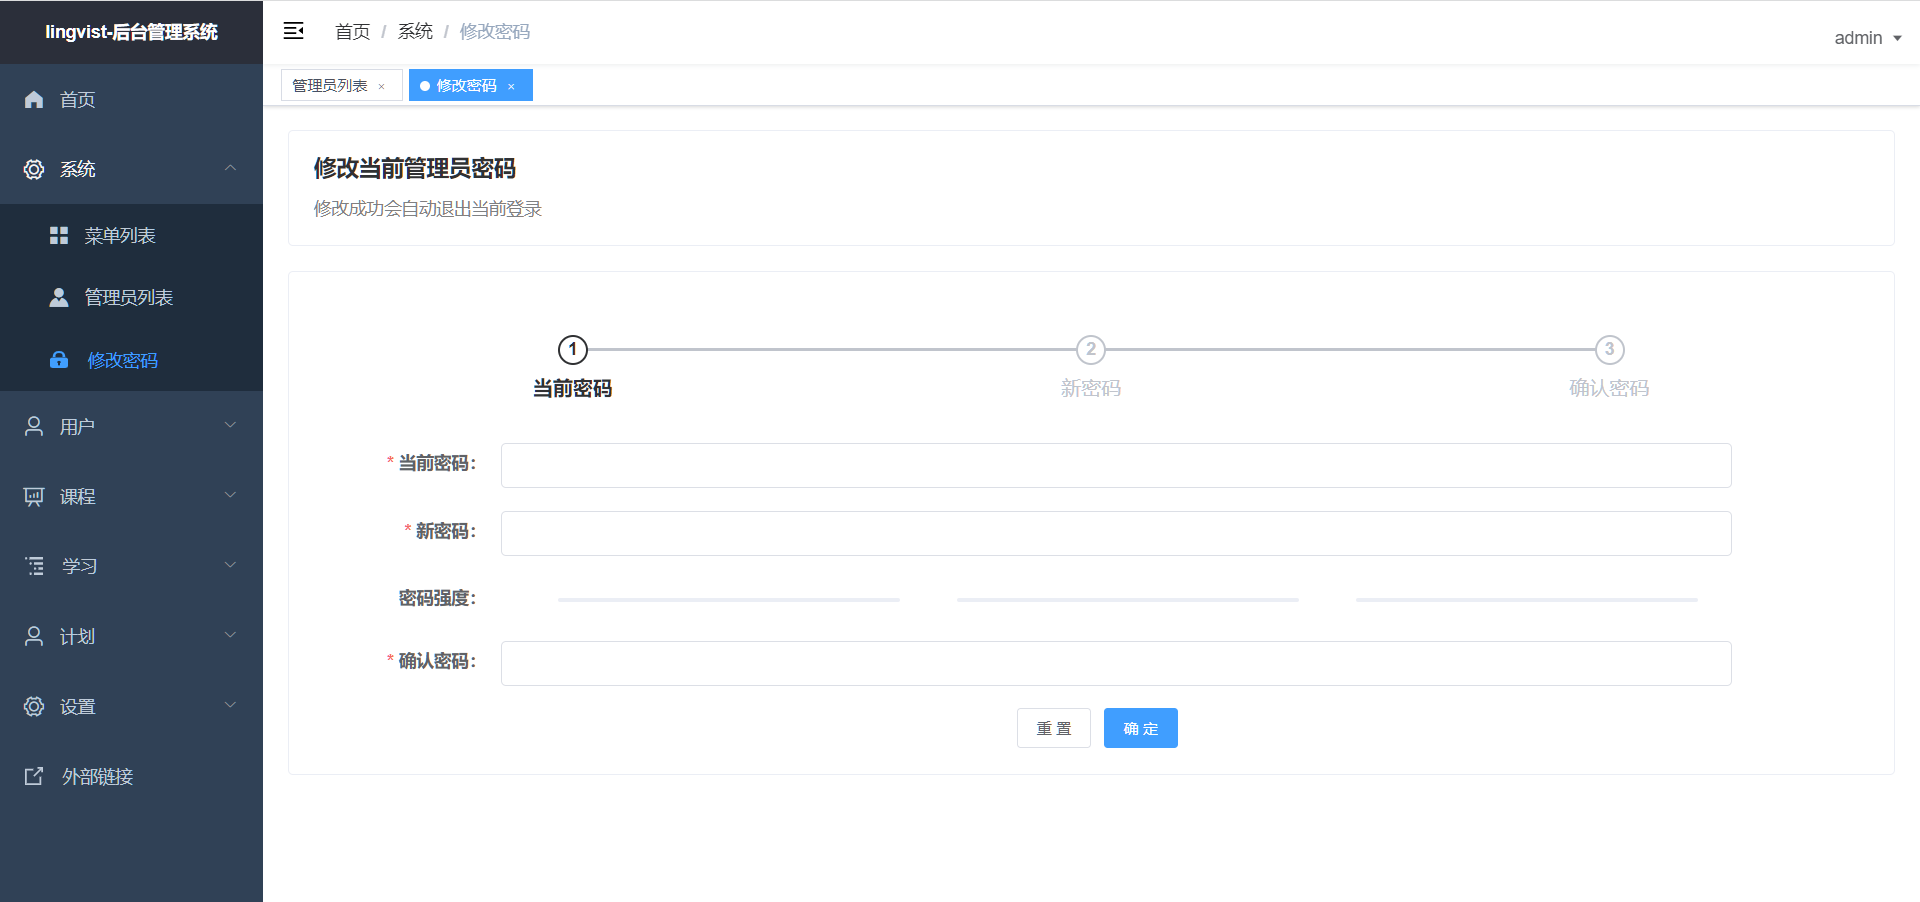 lingvist-后台管理系统
首页
系统
菜单列表
管理员列表
修改密码
用户
课程
学习
计划
设置
外部链接
首页 / 系统 / 修改密码
admin
管理员列表 ×
修改密码 ×
修改当前管理员密码
修改成功会自动退出当前登录
1 2 3
当前密码 新密码 确认密码
* 当前密码:
* 新密码:
密码强度:
* 确认密码:
重 置 确 定